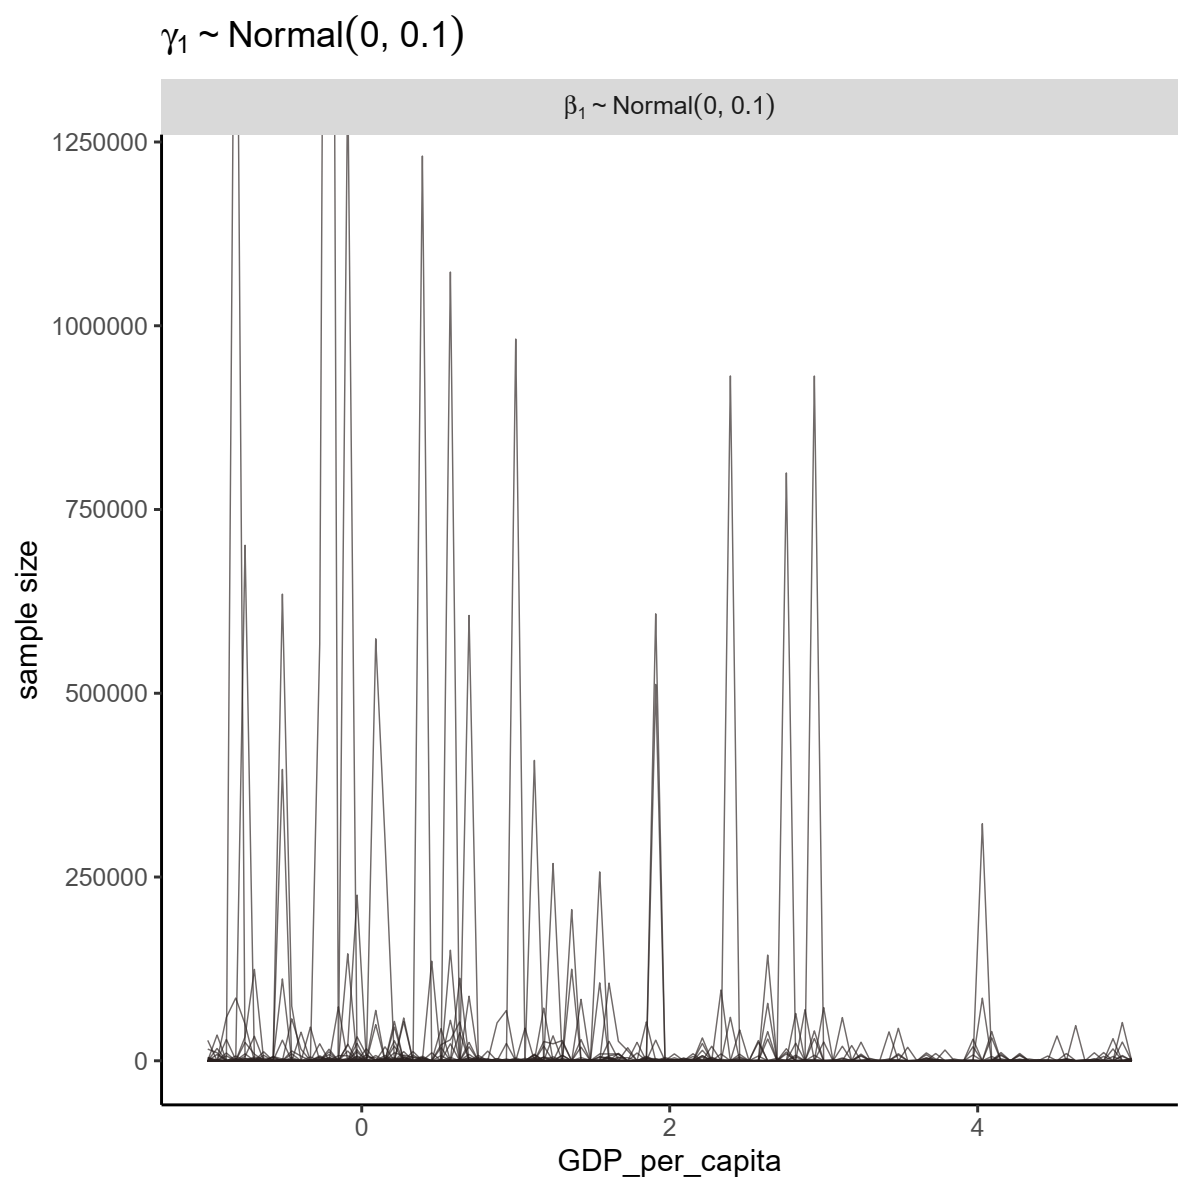 γ₁ ~ Normal(0, 0.1)
β₁ ~ Normal(0, 0.1)
1250000
1000000
750000
500000
250000
0
sample size
0 2 4
GDP_per_capita